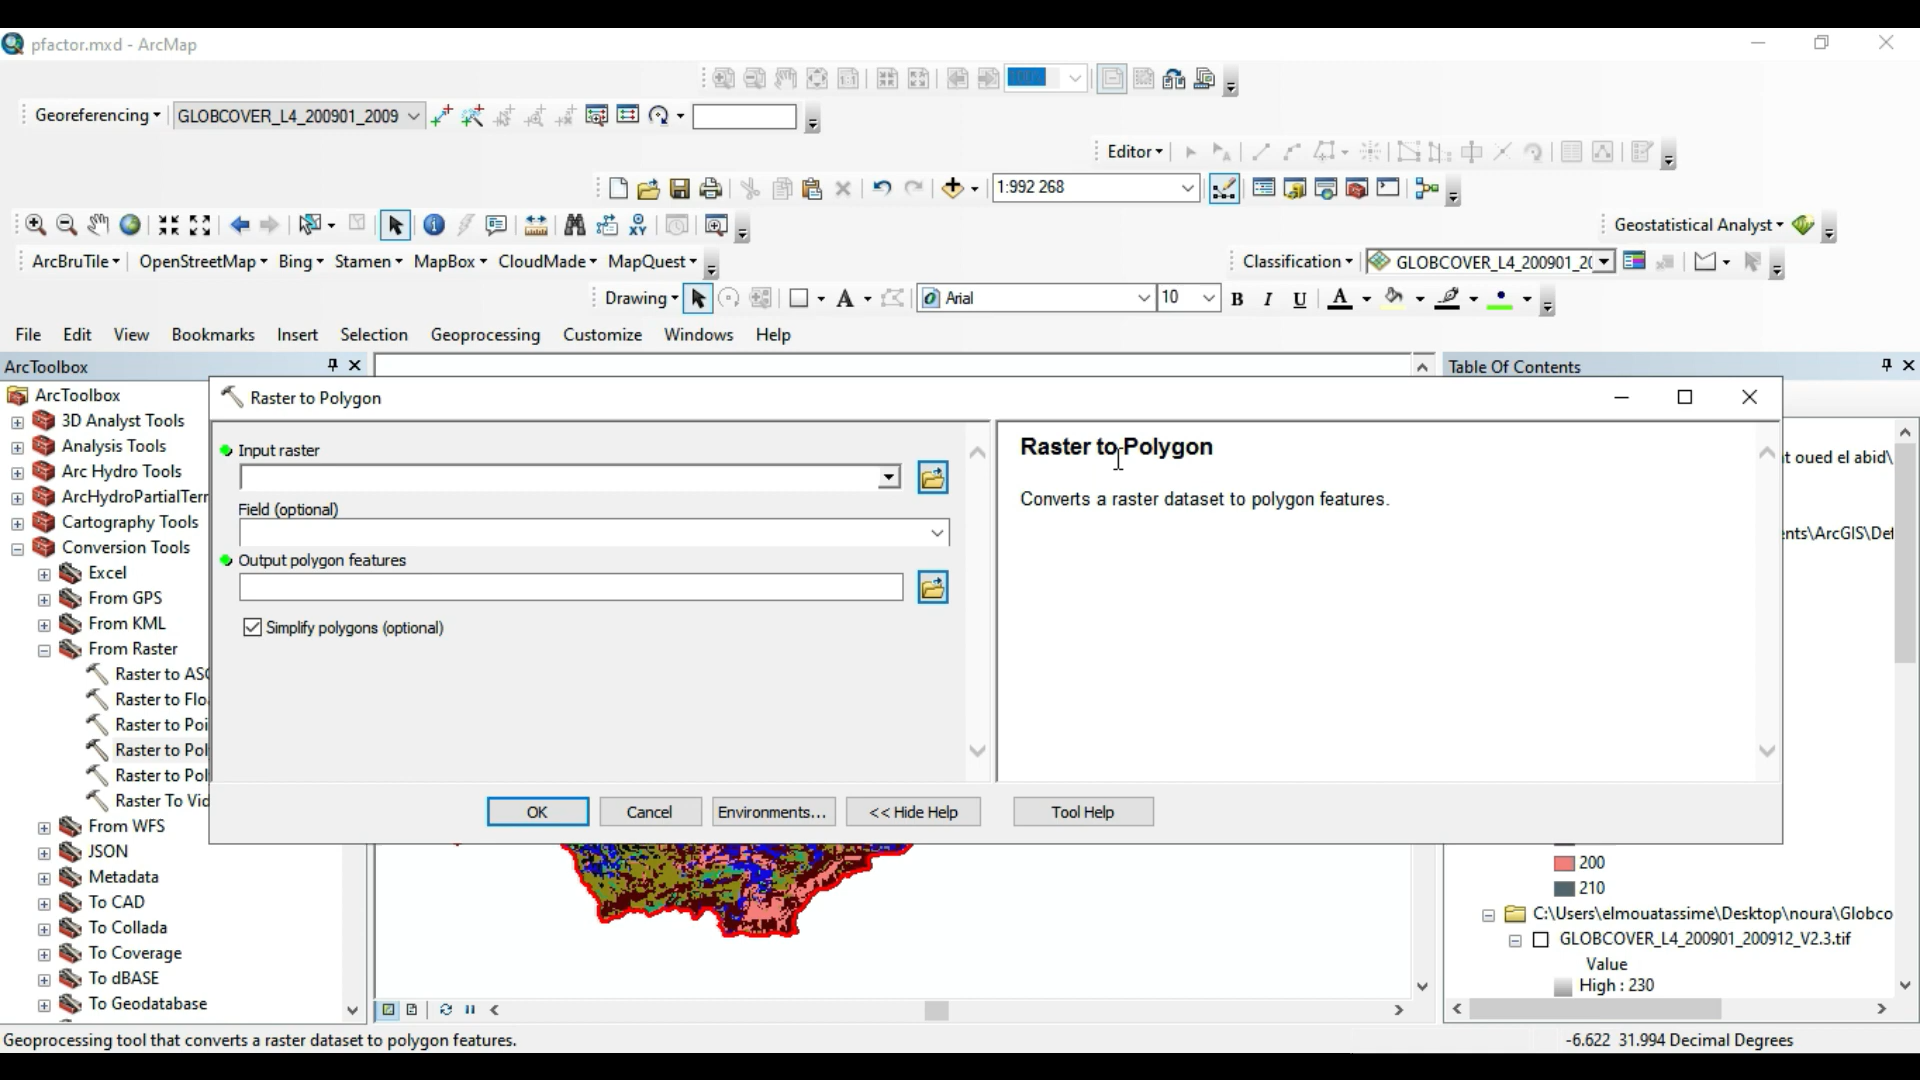 pfactor.mxd - ArcMap
Georeferencing
GLOBCOVER_L4_200901_2009
Editor
1:992 268
Geostatistical Analyst
ArcBruTile
OpenStreetMap
Bing
Stamen
MapBox
CloudMade
MapQuest
Classification
GLOBCOVER_L4_200901_20
Drawing
Arial
10
B
I
U
A
File
Edit
View
Bookmarks
Insert
Selection
Geoprocessing
Customize
Windows
Help
ArcToolbox
Table Of Contents
ArcToolbox
3D Analyst Tools
Analysis Tools
Arc Hydro Tools
ArcHydroPartialTerr
Cartography Tools
Conversion Tools
Excel
From GPS
From KML
From Raster
Raster to ASC
Raster to Flo
Raster to Poi
Raster to Pol
Raster to Pol
Raster To Vid
From WFS
JSON
Metadata
To CAD
To Collada
To Coverage
To dBASE
To Geodatabase
Raster to Polygon
Input raster
Field (optional)
Output polygon features
Simplify polygons (optional)
OK
Cancel
Environments...
<< Hide Help
Raster to Polygon
Converts a raster dataset to polygon features.
Tool Help
t oued el abid\
ents\ArcGIS\Def
200
210
C:\Users\elmouatassime\Desktop\noura\Globco
GLOBCOVER_L4_200901_200912_V2.3.tif
Value
High : 230
Geoprocessing tool that converts a raster dataset to polygon features.
-6.622 31.994 Decimal Degrees